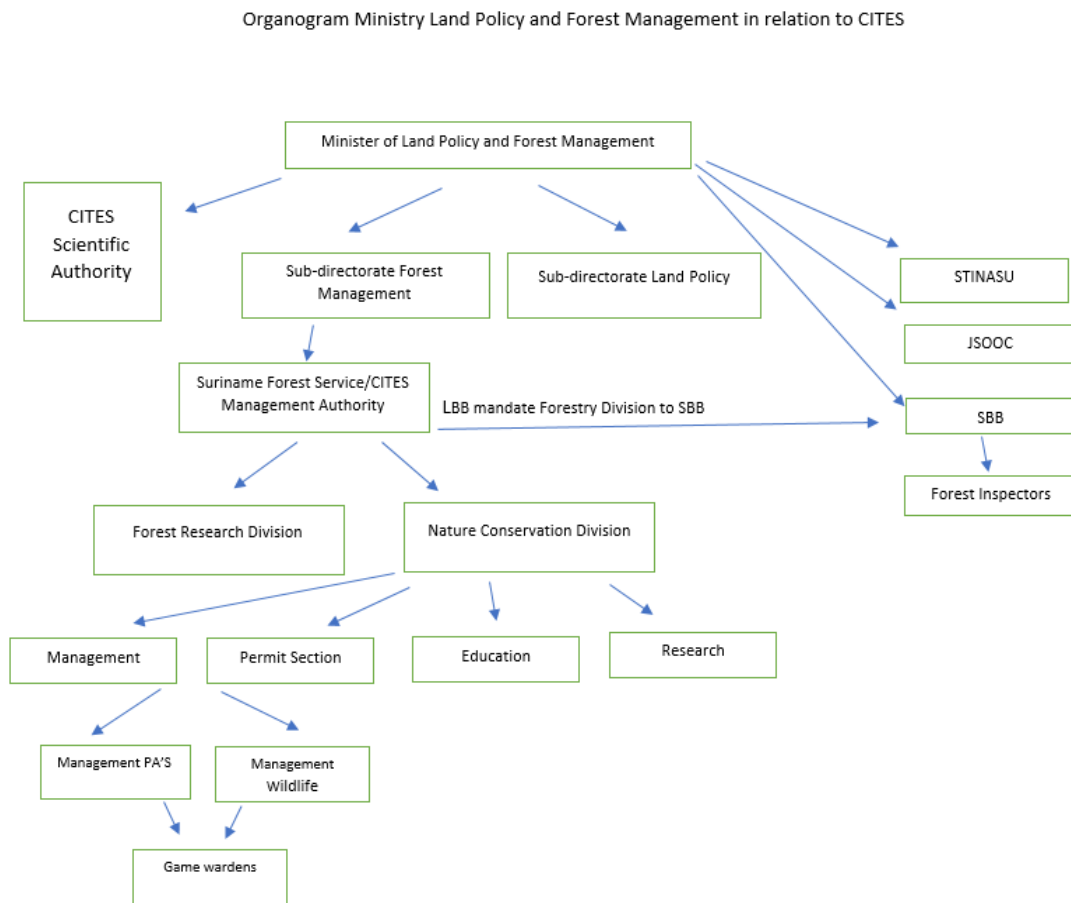 Organogram Ministry Land Policy and Forest Management in relation to CITES
Minister of Land Policy and Forest Management
CITES
Scientific
Authority
Sub-directorate Forest
Management
Sub-directorate Land Policy
STINASU
JSOOC
Suriname Forest Service/CITES
Management Authority
LBB mandate Forestry Division to SBB
SBB
Forest Inspectors
Forest Research Division
Nature Conservation Division
Management
Permit Section
Education
Research
Management PA'S
Management
Wildlife
Game wardens